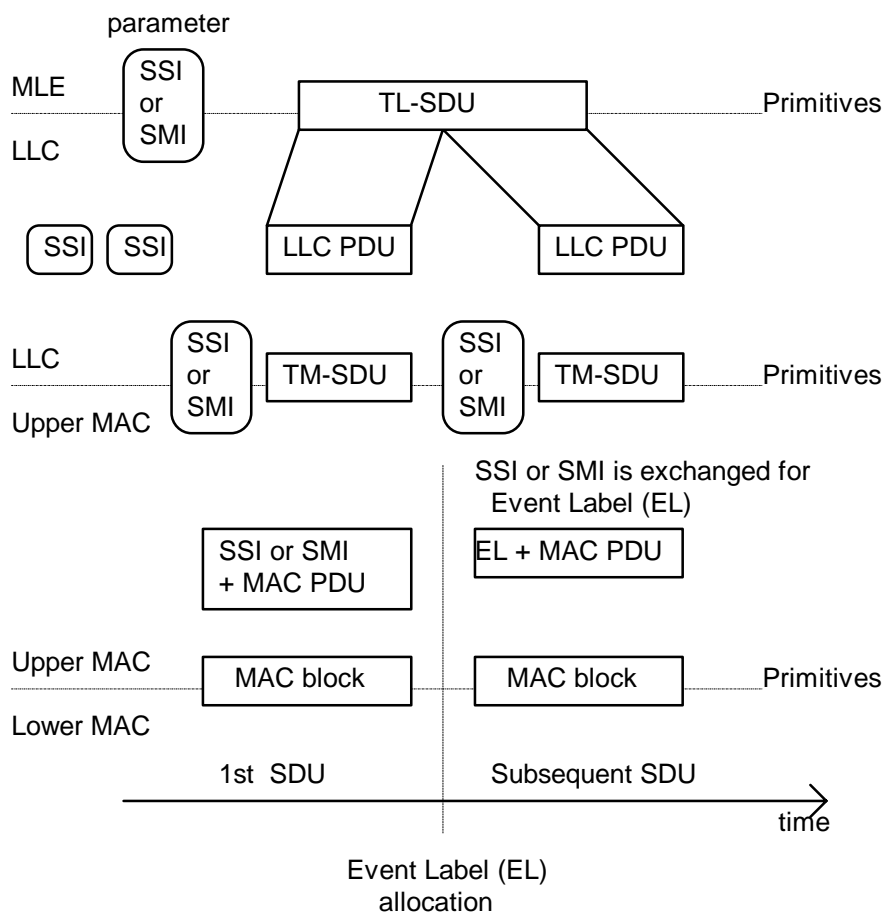 parameter
SSI
or
SMI
MLE
TL-SDU
Primitives
LLC
SSI
SSI
LLC PDU
LLC PDU
LLC
SSI
or
SMI
TM-SDU
SSI
or
SMI
TM-SDU
Primitives
Upper MAC
SSI or SMI is exchanged for
Event Label (EL)
SSI or SMI
+ MAC PDU
EL + MAC PDU
Upper MAC
MAC block
MAC block
Primitives
Lower MAC
1st SDU
Subsequent SDU
time
Event Label (EL)
allocation